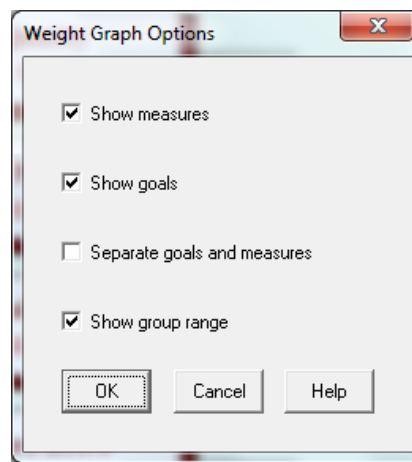 Weight Graph Options
Show measures
Show goals
Separate goals and measures
Show group range
OK Cancel Help